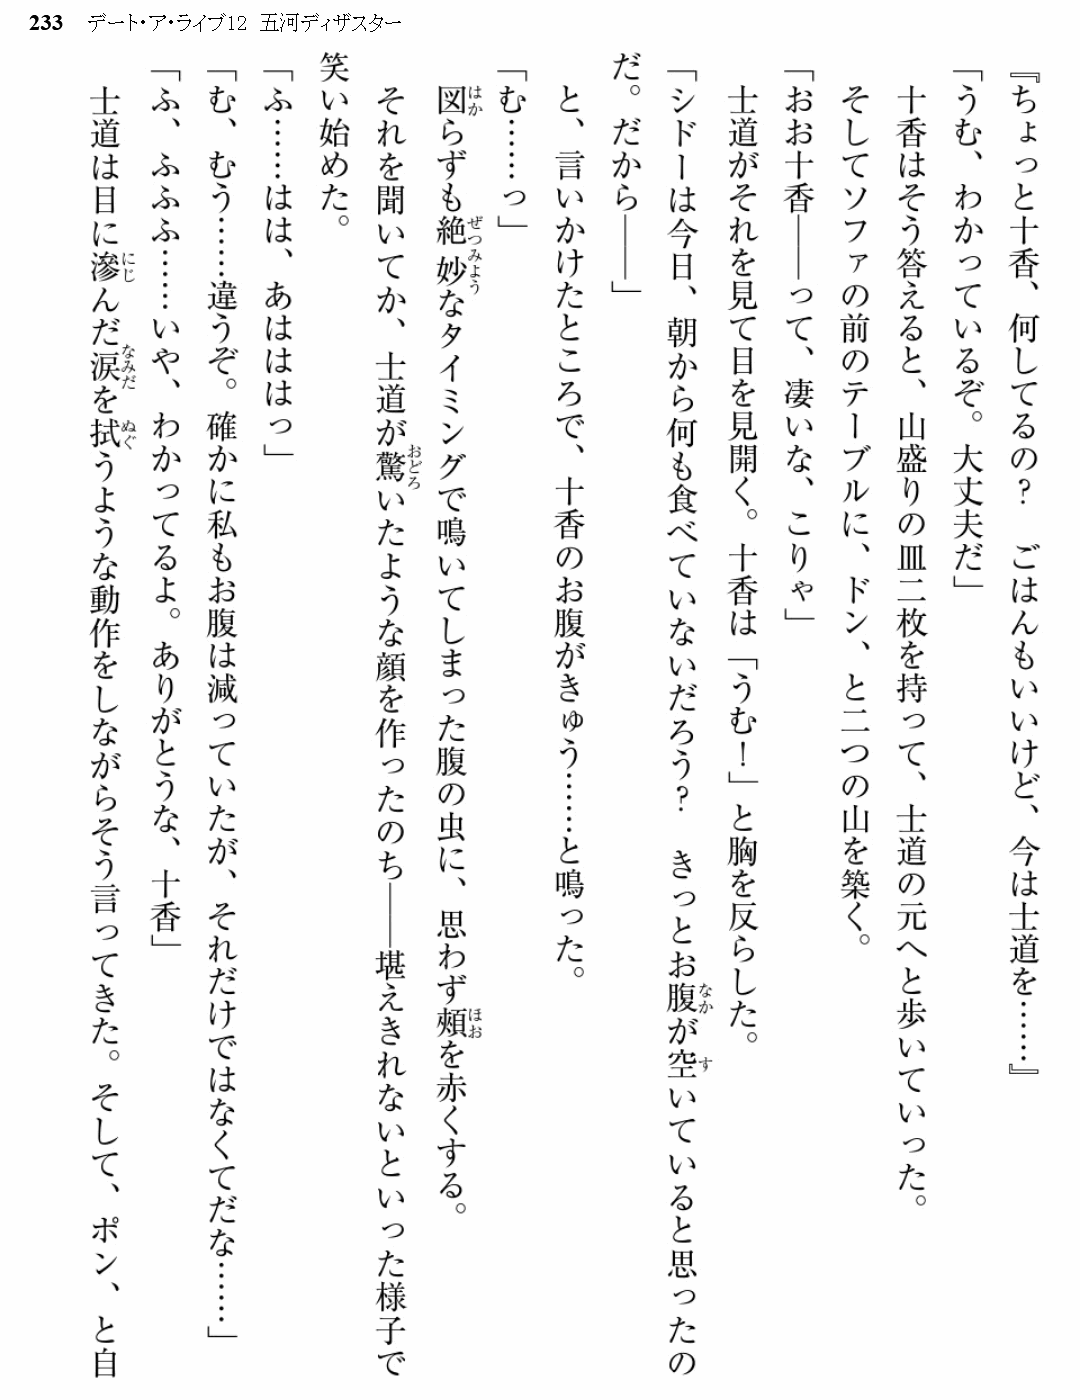 233 デート・ア・ライブ12 五河ディザスター
『ちょっと十香、何してるの？　ごはんもいいけど、今は士道を……』
「うむ、わかっているぞ。大丈夫だ」
十香はそう答えると、山盛りの皿二枚を持って、士道の元へと歩いていった。
そしてソファの前のテーブルに、ドン、と二つの山を築く。
「おお十香――って、凄いな、こりゃ」
士道がそれを見て目を見開く。十香は「うむ！」と胸を反らした。
「シドーは今日、朝から何も食べていないだろう？　きっとお腹が空いていると思ったの
だ。だから――」
と、言いかけたところで、十香のお腹がきゅう……と鳴った。
「む……っ」
図らずも絶妙なタイミングで鳴いてしまった腹の虫に、思わず頰を赤くする。
それを聞いてか、士道が驚いたような顔を作ったのち――堪えきれないといった様子で
笑い始めた。
「ふ……はは、あはははっ」
「む、むう……違うぞ。確かに私もお腹は減っていたが、それだけではなくてだな……」
「ふ、ふふふ……いや、わかってるよ。ありがとうな、十香」
士道は目に滲んだ涙を拭うような動作をしながらそう言ってきた。そして、ポン、と自